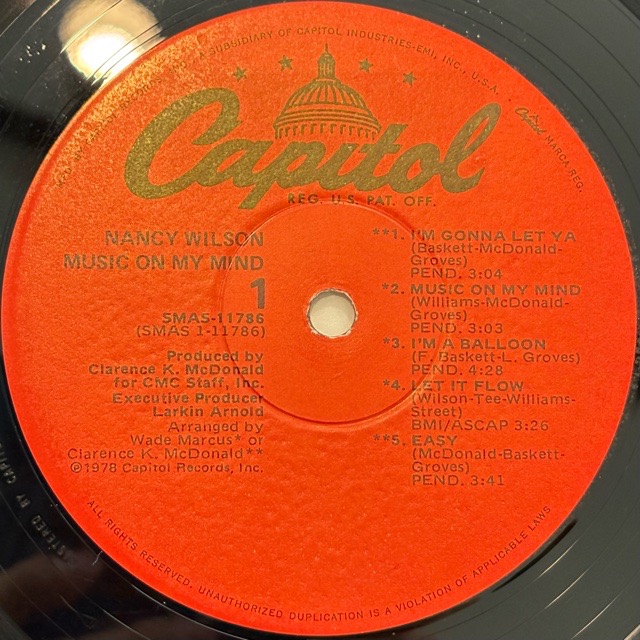 A SUBSIDIARY OF CAPITOL INDUSTRIES-EMI, INC., U.S.A. · Capitol MARCA REG.
Capitol
REG. U.S. PAT. OFF.
NANCY WILSON
MUSIC ON MY MIND
1
SMAS-11786
(SMAS 1-11786)
Produced by
Clarence K. McDonald
for CMC Staff, Inc.
Executive Producer
Larkin Arnold
Arranged by
Wade Marcus* or
Clarence K. McDonald**
℗1978 Capitol Records, Inc.
**1. I'M GONNA LET YA
(Baskett-McDonald-
Groves)
PEND. 3:04
*2. MUSIC ON MY MIND
(Williams-McDonald-
Groves)
PEND. 3:03
*3. I'M A BALLOON
(F. Baskett-L. Groves)
PEND. 4:28
*4. LET IT FLOW
(Wilson-Tee-Williams-
Street)
BMI/ASCAP 3:26
**5. EASY
(McDonald-Baskett-
Groves)
PEND. 3:41
ALL RIGHTS RESERVED. UNAUTHORIZED DUPLICATION IS A VIOLATION OF APPLICABLE LAWS